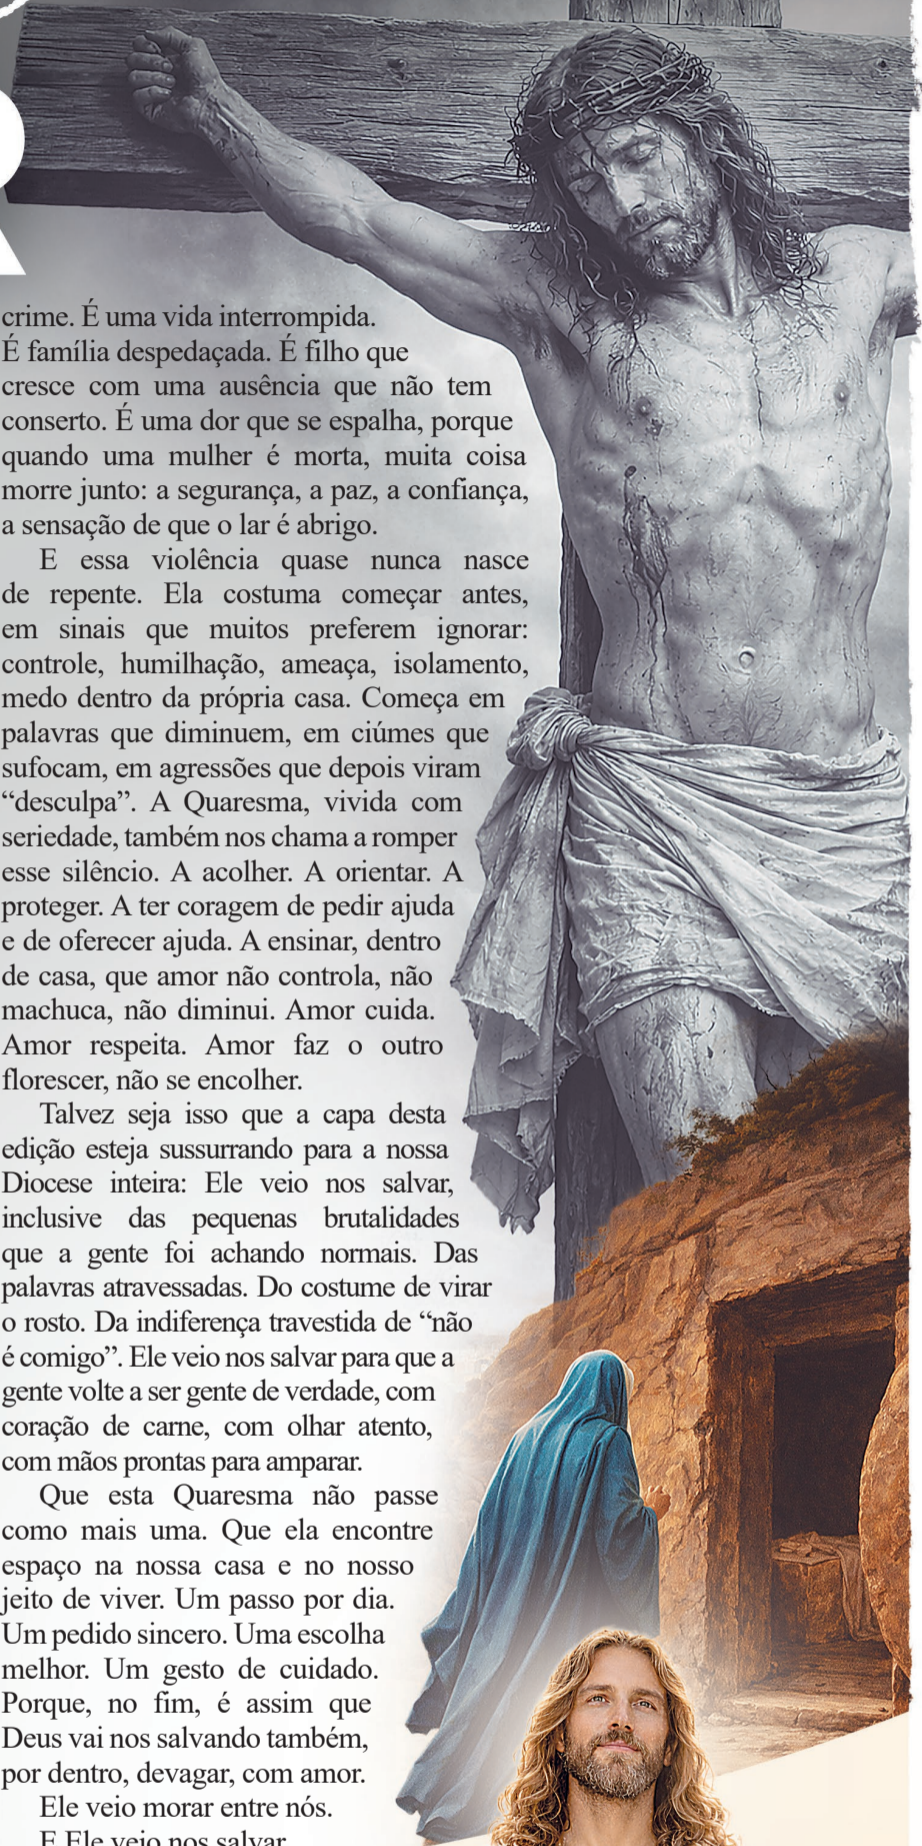 crime. É uma vida interrompida.
É família despedaçada. É filho que
cresce com uma ausência que não tem
conserto. É uma dor que se espalha, porque
quando uma mulher é morta, muita coisa
morre junto: a segurança, a paz, a confiança,
a sensação de que o lar é abrigo.
E essa violência quase nunca nasce
de repente. Ela costuma começar antes,
em sinais que muitos preferem ignorar:
controle, humilhação, ameaça, isolamento,
medo dentro da própria casa. Começa em
palavras que diminuem, em ciúmes que
sufocam, em agressões que depois viram
“desculpa”. A Quaresma, vivida com
seriedade, também nos chama a romper
esse silêncio. A acolher. A orientar. A
proteger. A ter coragem de pedir ajuda
e de oferecer ajuda. A ensinar, dentro
de casa, que amor não controla, não
machuca, não diminui. Amor cuida.
Amor respeita. Amor faz o outro
florescer, não se encolher.
Talvez seja isso que a capa desta
edição esteja sussurrando para a nossa
Diocese inteira: Ele veio nos salvar,
inclusive das pequenas brutalidades
que a gente foi achando normais. Das
palavras atravessadas. Do costume de virar
o rosto. Da indiferença travestida de “não
é comigo”. Ele veio nos salvar para que a
gente volte a ser gente de verdade, com
coração de carne, com olhar atento,
com mãos prontas para amparar.
Que esta Quaresma não passe
como mais uma. Que ela encontre
espaço na nossa casa e no nosso
jeito de viver. Um passo por dia.
Um pedido sincero. Uma escolha
melhor. Um gesto de cuidado.
Porque, no fim, é assim que
Deus vai nos salvando também,
por dentro, devagar, com amor.
Ele veio morar entre nós.
E Ele veio nos salvar